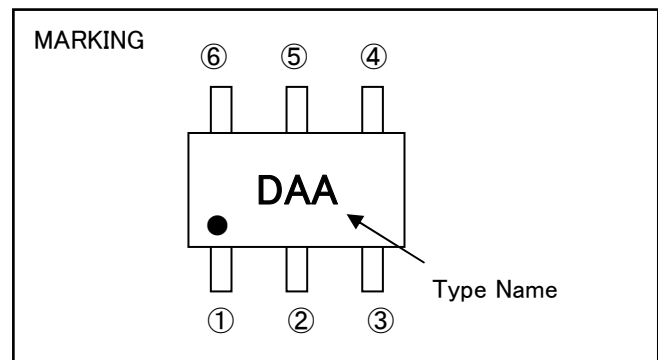 MARKING
⑥ ⑤ ④
DAA
Type Name
① ② ③